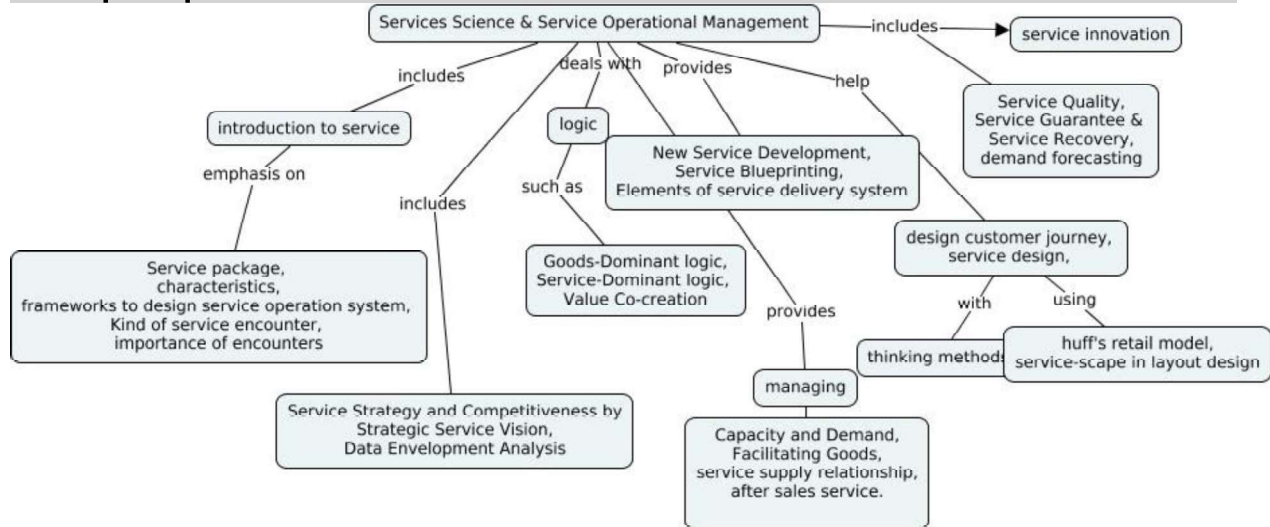 Services Science & Service Operational Management
includes
service innovation
includes
deals with
provides
help
introduction to service
logic
Service Quality,
Service Guarantee &
Service Recovery,
demand forecasting
New Service Development,
Service Blueprinting,
Elements of service delivery system
emphasis on
such as
includes
design customer journey,
service design,
Service package,
characteristics,
frameworks to design service operation system,
Kind of service encounter,
importance of encounters
Goods-Dominant logic,
Service-Dominant logic,
Value Co-creation
with
using
provides
thinking methods
huff's retail model,
service-scape in layout design
managing
Service Strategy and Competitiveness by
Strategic Service Vision,
Data Envelopment Analysis
Capacity and Demand,
Facilitating Goods,
service supply relationship,
after sales service.